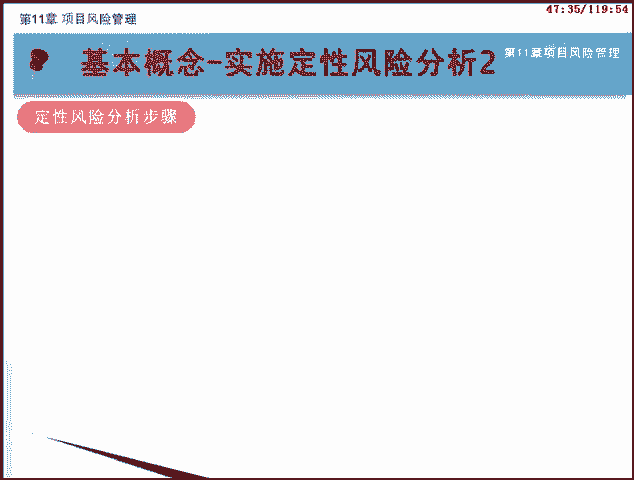 第11章 项目风险管理
47:35/119:54
基本概念-实施定性风险分析2
第11章项目风险管理
定性风险分析步骤